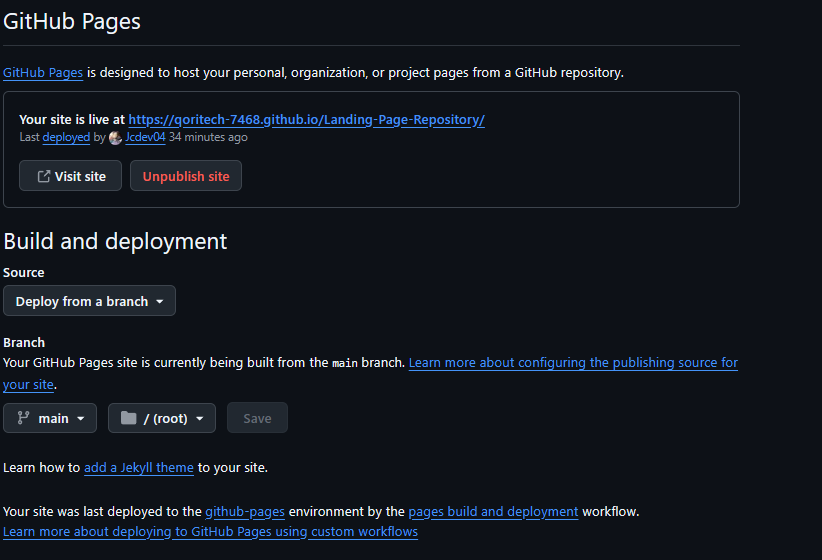 GitHub Pages
GitHub Pages is designed to host your personal, organization, or project pages from a GitHub repository.
Your site is live at https://qoritech-7468.github.io/Landing-Page-Repository/
Last deployed by Jcdev04 34 minutes ago
Visit site
Unpublish site
Build and deployment
Source
Deploy from a branch
Branch
Your GitHub Pages site is currently being built from the main branch. Learn more about configuring the publishing source for
your site.
main
/ (root)
Save
Learn how to add a Jekyll theme to your site.
Your site was last deployed to the github-pages environment by the pages build and deployment workflow.
Learn more about deploying to GitHub Pages using custom workflows